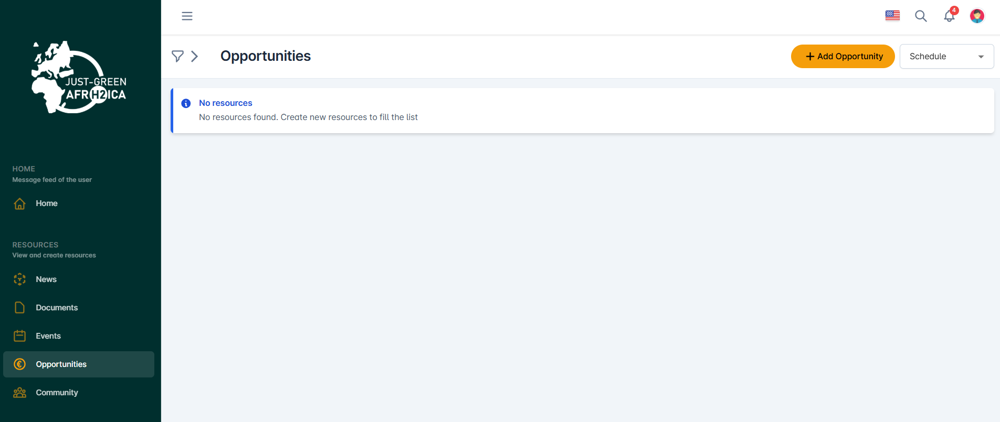 JUST-GREEN
AFRH2ICA
HOME
Message feed of the user
Home
RESOURCES
View and create resources
News
Documents
Events
Opportunities
Community
4
Opportunities
Add Opportunity
Schedule
No resources
No resources found. Create new resources to fill the list